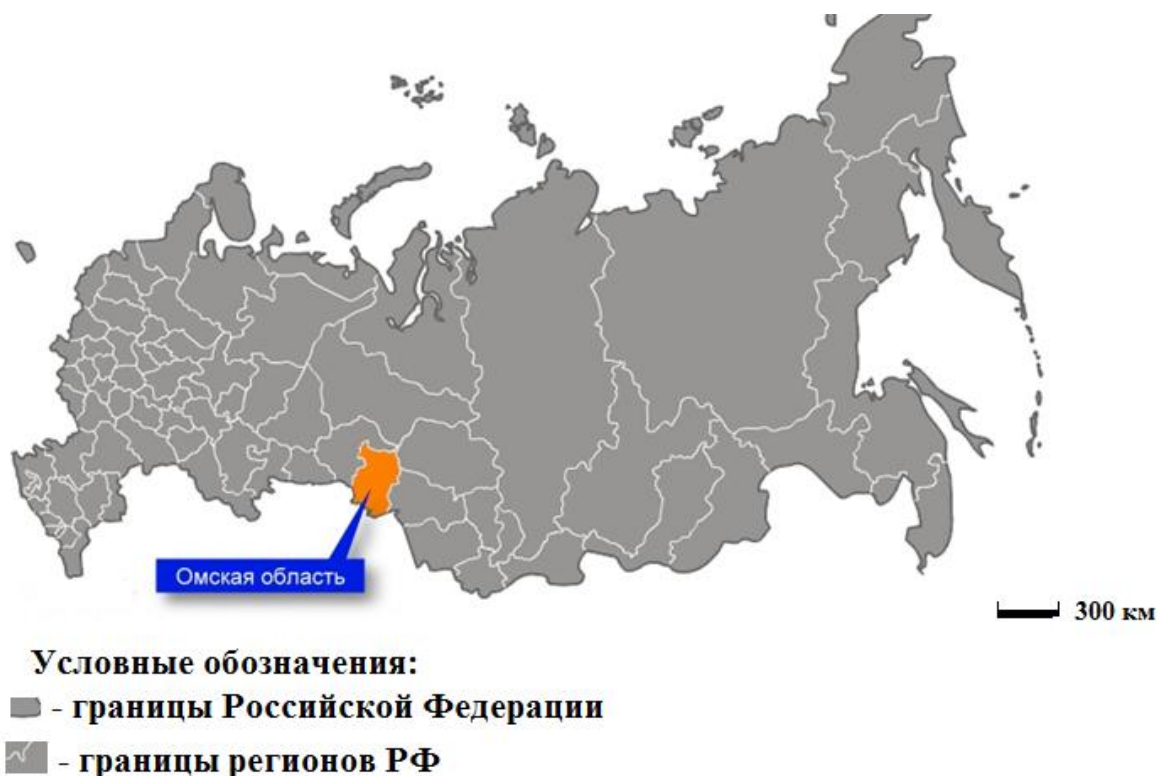 Омская область
300 км
Условные обозначения:
- границы Российской Федерации
- границы регионов РФ